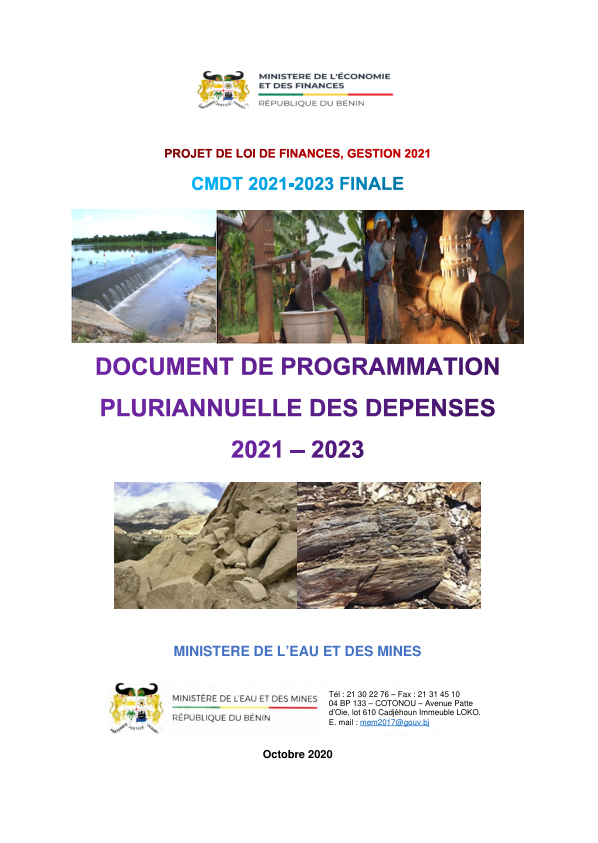 MINISTERE DE L'ÉCONOMIE
ET DES FINANCES
RÉPUBLIQUE DU BÉNIN
PROJET DE LOI DE FINANCES, GESTION 2021
CMDT 2021-2023 FINALE
DOCUMENT DE PROGRAMMATION
PLURIANNUELLE DES DEPENSES
2021 – 2023
MINISTERE DE L'EAU ET DES MINES
MINISTÈRE DE L'EAU ET DES MINES
RÉPUBLIQUE DU BÉNIN
Tél : 21 30 22 76 – Fax : 21 31 45 10
04 BP 133 – COTONOU – Avenue Patte
d'Oie, lot 610 Cadjèhoun Immeuble LOKO.
E. mail : mem2017@gouv.bj
Octobre 2020